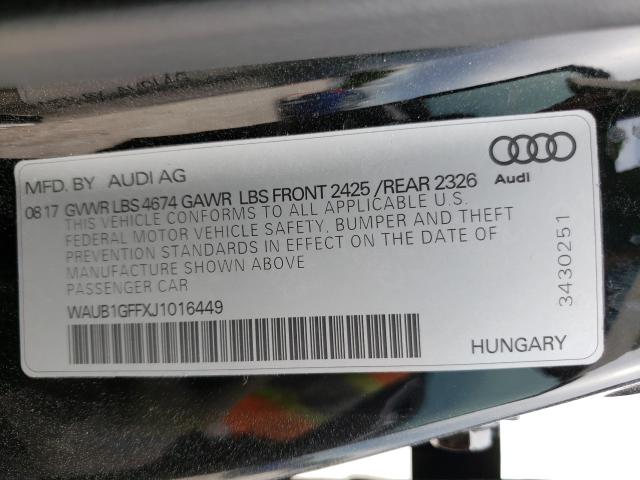 MFD. BY AUDI AG
Audi
08 17 GVWR LBS 4674 GAWR LBS FRONT 2425 /REAR 2326
THIS VEHICLE CONFORMS TO ALL APPLICABLE U.S.
FEDERAL MOTOR VEHICLE SAFETY, BUMPER AND THEFT
PREVENTION STANDARDS IN EFFECT ON THE DATE OF
MANUFACTURE SHOWN ABOVE
PASSENGER CAR
WAUB1GFFXJ1016449
HUNGARY
3430251